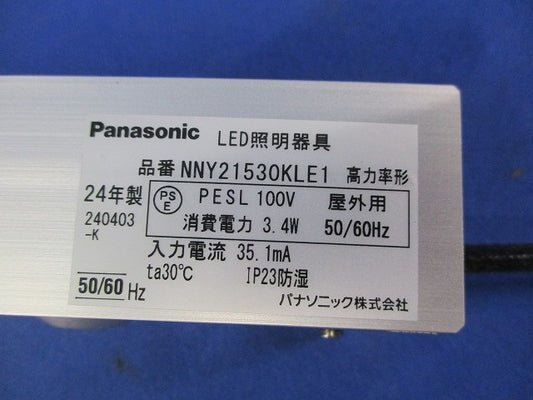 Panasonic LED照明器具
品番 NNY21530KLE1 高力率形
24年製 PS E PESL 100V 屋外用
240403 消費電力 3.4W 50/60Hz
-K
入力電流 35.1mA
ta30℃ IP23防湿
50/60 Hz パナソニック株式会社